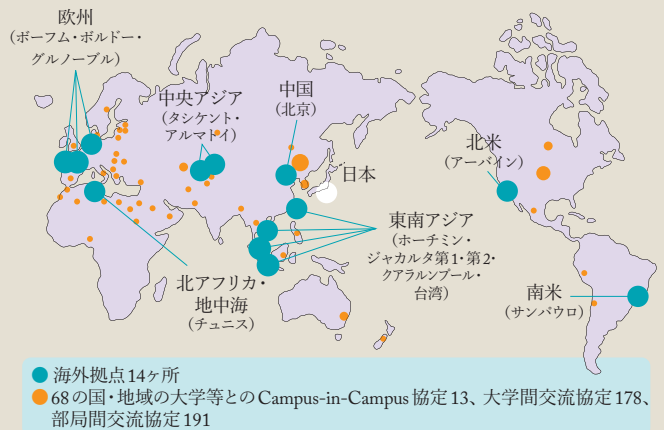 欧州
（ボーフム・ボルドー・
グルノーブル）
中央アジア
（タシケント・
アルマトイ）
中国
（北京）
日本
北米
（アーバイン）
東南アジア
（ホーチミン・
ジャカルタ第1・第2・
クアラルンプール・
台湾）
北アフリカ・
地中海
（チュニス）
南米
（サンパウロ）
海外拠点14ヶ所
68の国・地域の大学等とのCampus-in-Campus協定13、大学間交流協定178、
部局間交流協定191